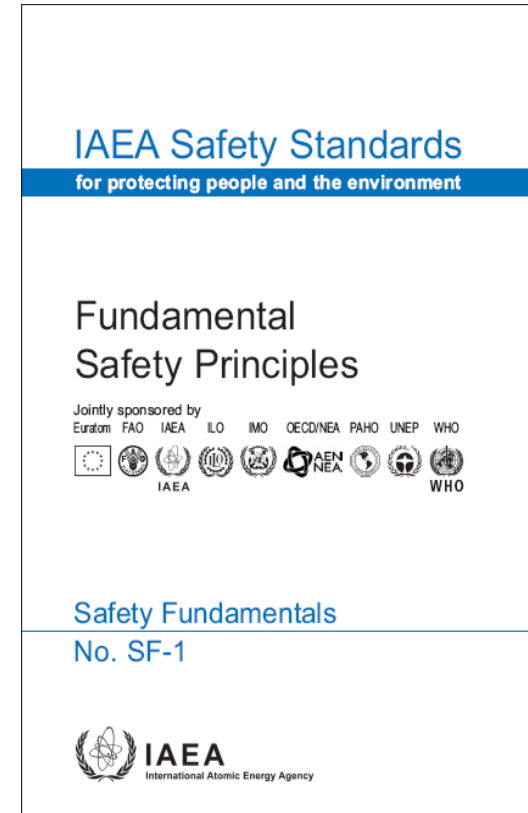 IAEA Safety Standards
for protecting people and the environment
Fundamental
Safety Principles
Jointly sponsored by
Euratom FAO IAEA ILO IMO OECD/NEA PAHO UNEP WHO
AEN
NEA
IAEA WHO
Safety Fundamentals
No. SF-1
IAEA
International Atomic Energy Agency